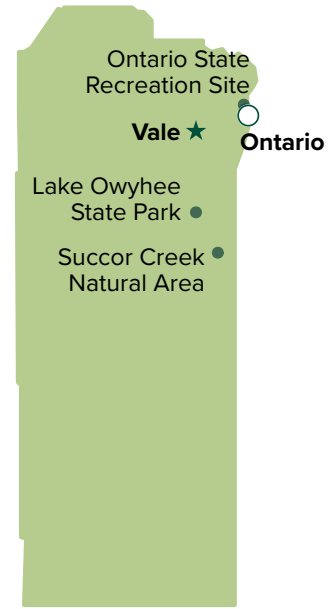 Ontario State
Recreation Site
Vale
Ontario
Lake Owyhee
State Park
Succor Creek
Natural Area